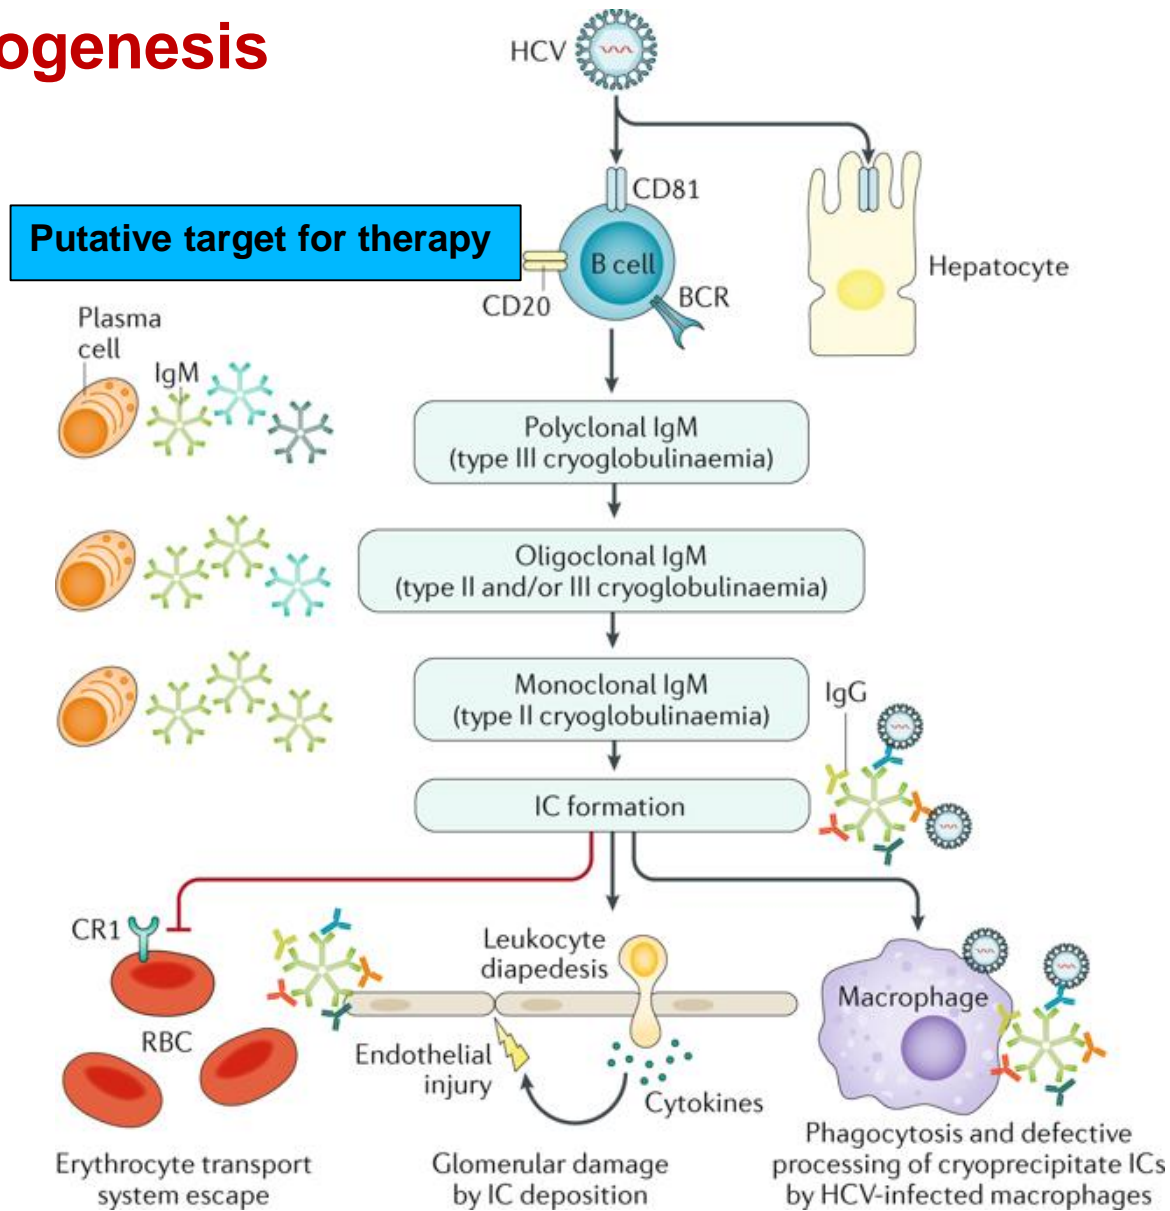 ogenesis
HCV
CD81
Putative target for therapy
B cell
Hepatocyte
CD20
BCR
Plasma
cell
IgM
Polyclonal IgM
(type III cryoglobulinaemia)
Oligoclonal IgM
(type II and/or III cryoglobulinaemia)
Monoclonal IgM
(type II cryoglobulinaemia)
IgG
IC formation
CR1
Leukocyte
diapedesis
Macrophage
RBC
Endothelial
injury
Cytokines
Erythrocyte transport
system escape
Glomerular damage
by IC deposition
Phagocytosis and defective
processing of cryoprecipitate ICs
by HCV-infected macrophages